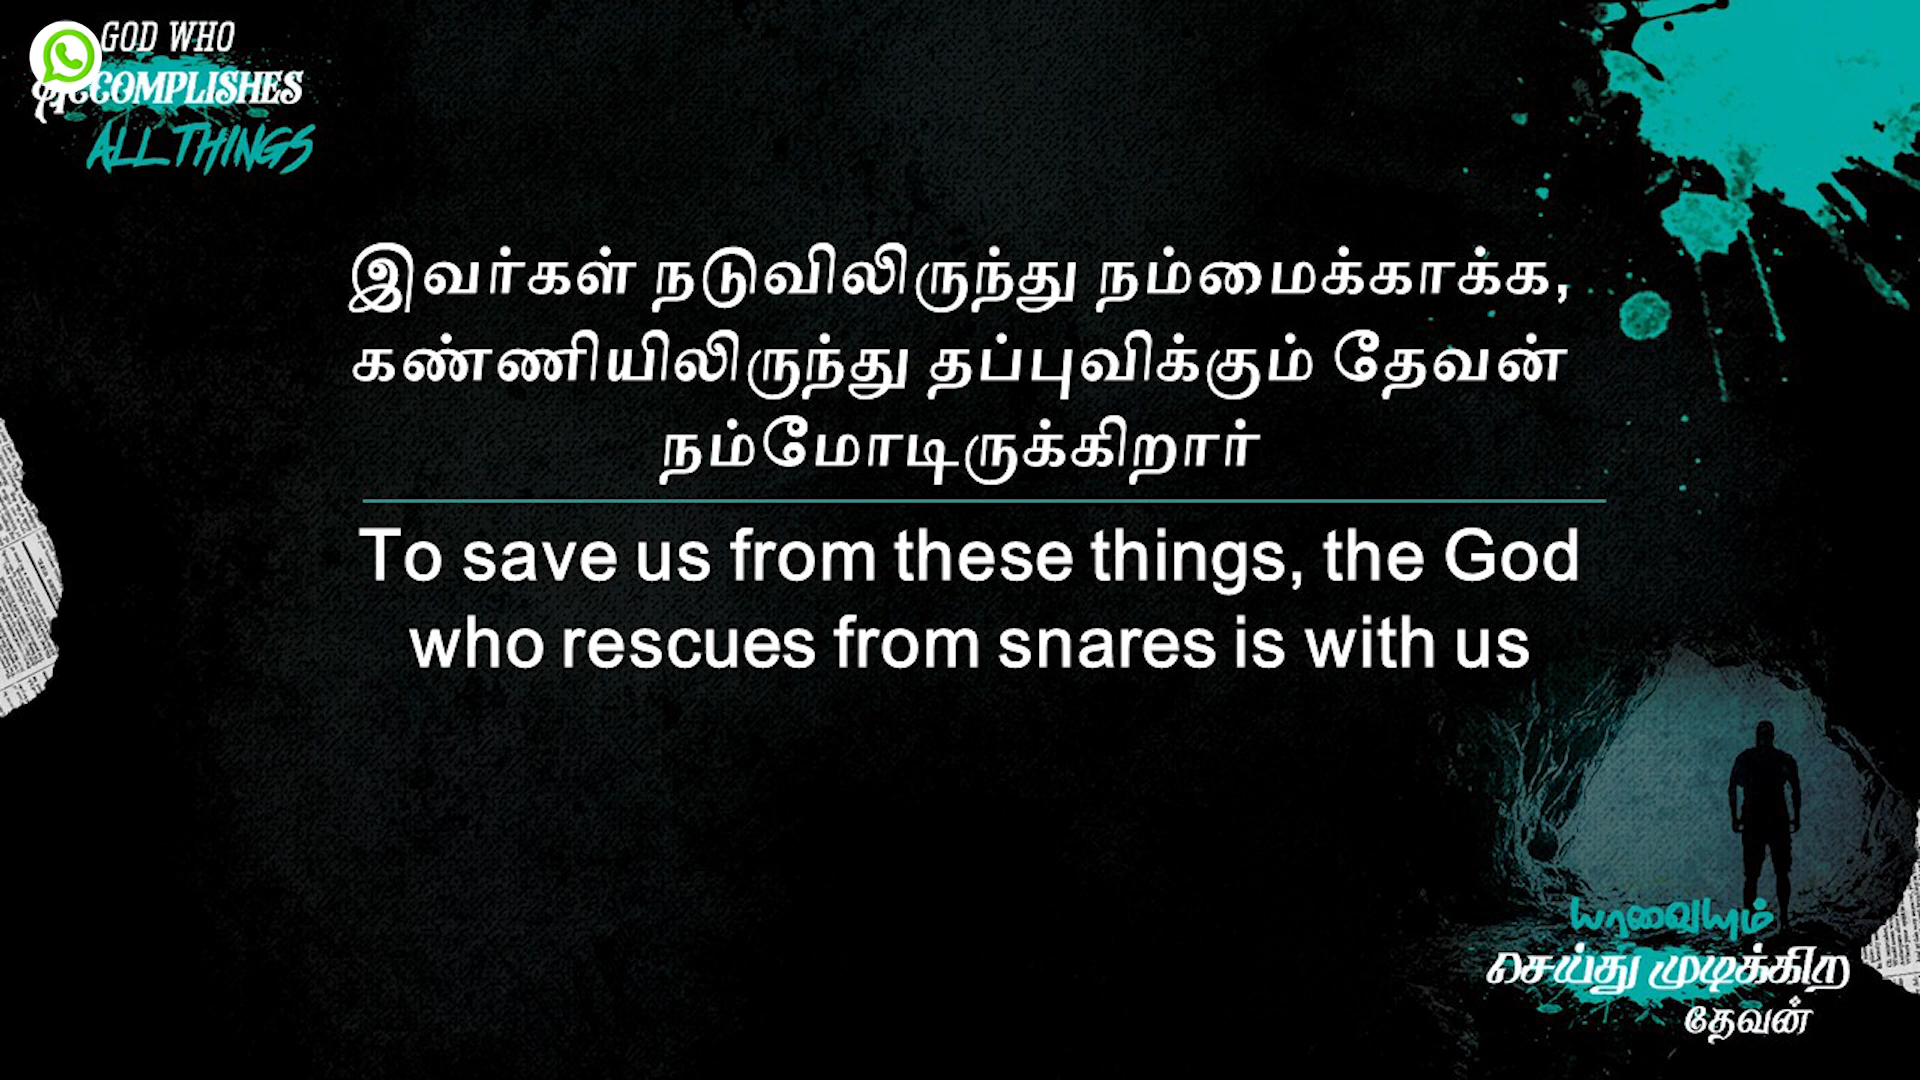 GOD WHO
ACCOMPLISHES
ALL THINGS
இவர்கள் நடுவிலிருந்து நம்மைக்காக்க,
கண்ணியிலிருந்து தப்புவிக்கும் தேவன்
நம்மோடிருக்கிறார்
To save us from these things, the God
who rescues from snares is with us
யாவையும்
செய்து முடிக்கிற
தேவன்